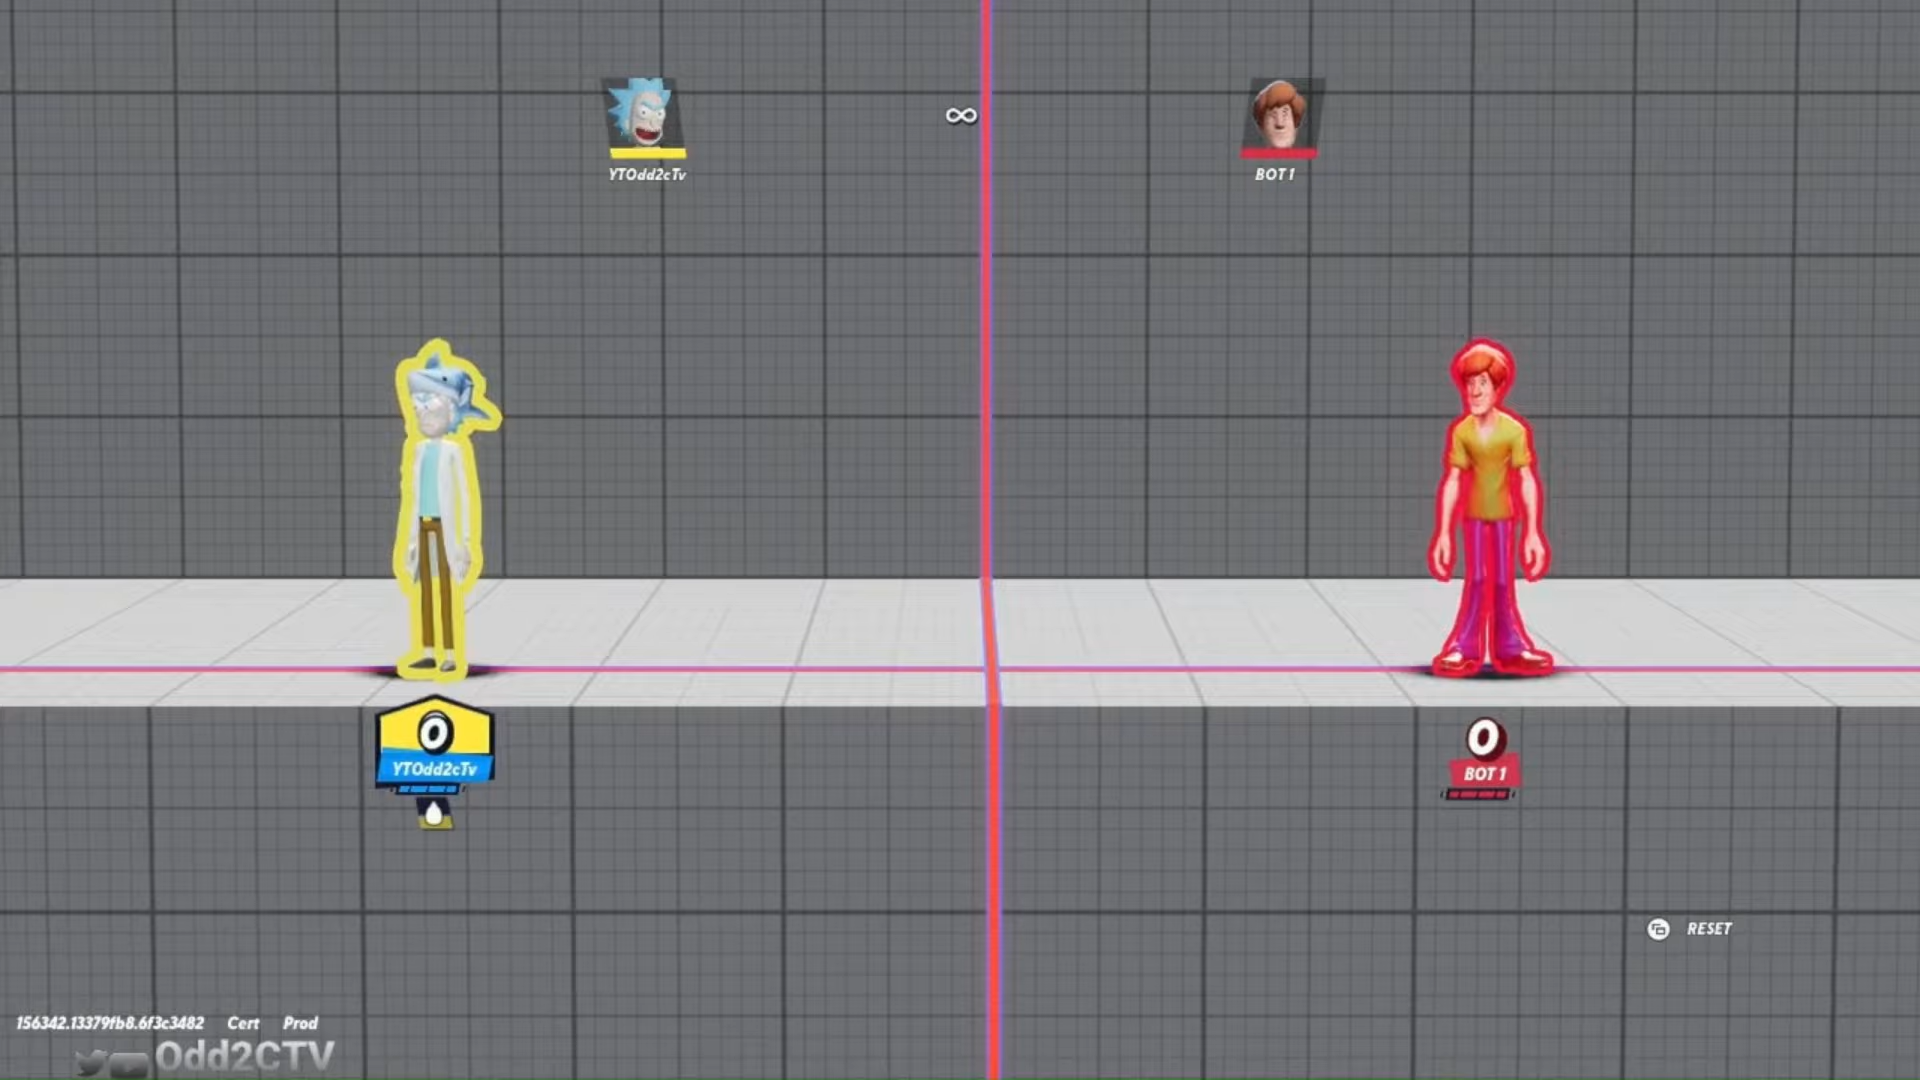 ∞
YTOdd2cTv
BOT 1
0
YTOdd2cTv
0
BOT 1
RESET
156342.13379fb8.6f3c3482 Cert Prod
Odd2CTV